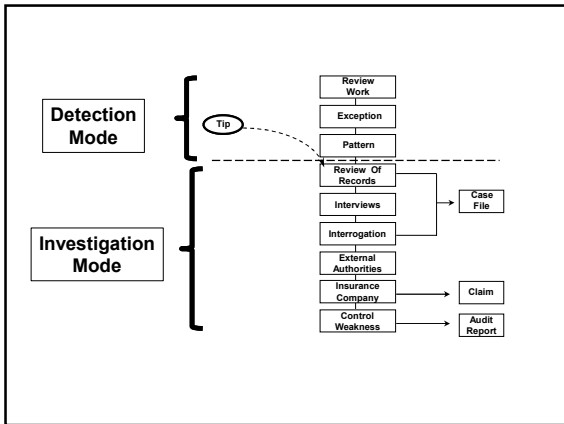 Detection
Mode
Tip
Review
Work
Exception
Pattern
Review Of
Records
Interviews
Interrogation
External
Authorities
Insurance
Company
Control
Weakness
Case
File
Claim
Audit
Report
Investigation
Mode